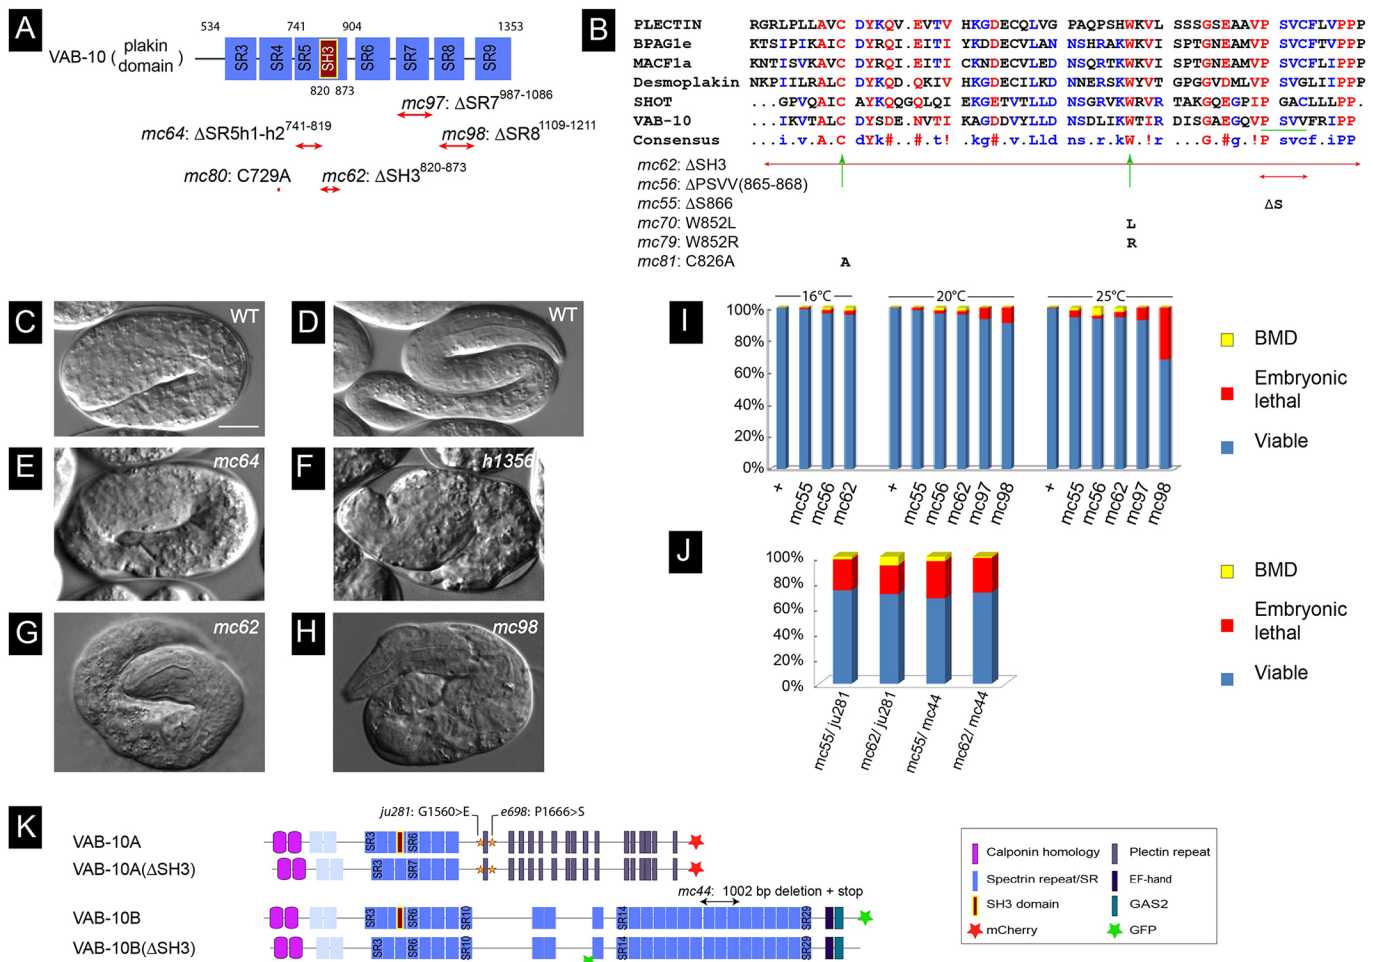 A
534 741 904 1353
VAB-10 ( plakin domain )
SR3 SR4 SR5 SH3 SR6 SR7 SR8 SR9
820 873
mc97: ΔSR7987-1086
mc64: ΔSR5h1-h2741-819
mc98: ΔSR81109-1211
mc80: C729A
mc62: ΔSH3820-873
B
PLECTIN RGRLPLLAVC DYKQV.EVTV HKGDECQLVG PAQPSHWKVL SSSGSEAAVP SVCFLVPPP
BPAG1e KTSIPIKAIC DYRQI.EITI YKDDECVLAN NSHRAKWKVI SPTGNEAMVP SVCFTVPPP
MACF1a KNTISVKAVC DYRQI.EITI CKNDECVLED NSQRTKWKVI SPTGNEAMVP SVCFLIPPP
Desmoplakin NKPIILRALC DYKQD.QKIV HKGDECILKD NNERSKWYVT GPGGVDMLVP SVGLIIPPP
SHOT ...GPVQAIC AYKQQGQLQI EKGETVTLLD NSGRVKWRVR TAKGQEGPIP GACLLLPP.
VAB-10 ...IKVTALC DYSDE.NVTI KAGDDVYLLD NSDLIKWTIR DISGAEGQVP SVVFRIPP
Consensus ...i.v.A.C dYk#..#.t! .kg#.v.Lld ns.r.kW.!r ...G.#g.!P svcf.iPP
mc62: ΔSH3
mc56: ΔPSVV(865-868)
mc55: ΔS866 ΔS
mc70: W852L L
mc79: W852R R
mc81: C826A A
C
WT
D
WT
E
mc64
F
h1356
G
mc62
H
mc98
I
16°C 20°C 25°C
100%
80%
60%
40%
20%
0%
+ mc55 mc56 mc62 + mc55 mc56 mc62 mc97 mc98 + mc55 mc56 mc62 mc97 mc98
BMD
Embryonic
lethal
Viable
J
100%
80%
60%
40%
20%
0%
mc55/ ju281 mc62/ ju281 mc55/ mc44 mc62/ mc44
BMD
Embryonic
lethal
Viable
K
ju281: G1560>E e698: P1666>S
VAB-10A SR3 SR6
VAB-10A(ΔSH3) SR3 SR7
mc44: 1002 bp deletion + stop
VAB-10B SR3 SR6 SR10 SR14 SR29
VAB-10B(ΔSH3) SR3 SR6 SR10 SR14 SR29
Calponin homology Plectin repeat
Spectrin repeat/SR EF-hand
SH3 domain GAS2
mCherry GFP